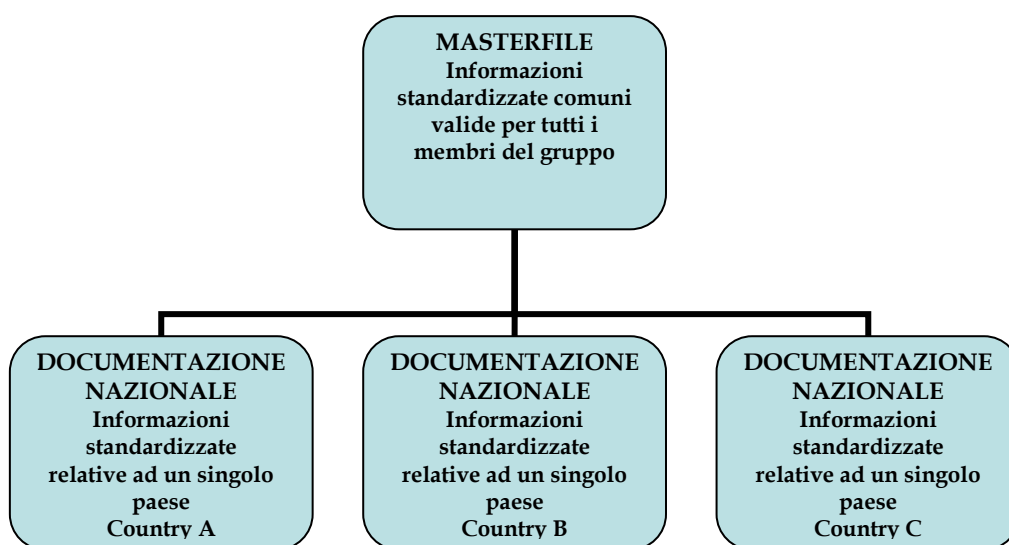 MASTERFILE
Informazioni
standardizzate comuni
valide per tutti i
membri del gruppo
DOCUMENTAZIONE
NAZIONALE
Informazioni
standardizzate
relative ad un singolo
paese
Country A
DOCUMENTAZIONE
NAZIONALE
Informazioni
standardizzate
relative ad un singolo
paese
Country B
DOCUMENTAZIONE
NAZIONALE
Informazioni
standardizzate
relative ad un singolo
paese
Country C